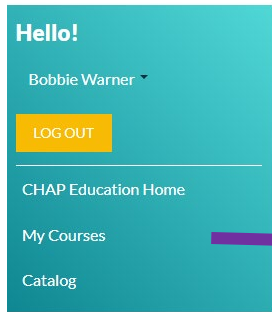 Hello!
Bobbie Warner
LOG OUT
CHAP Education Home
My Courses
Catalog